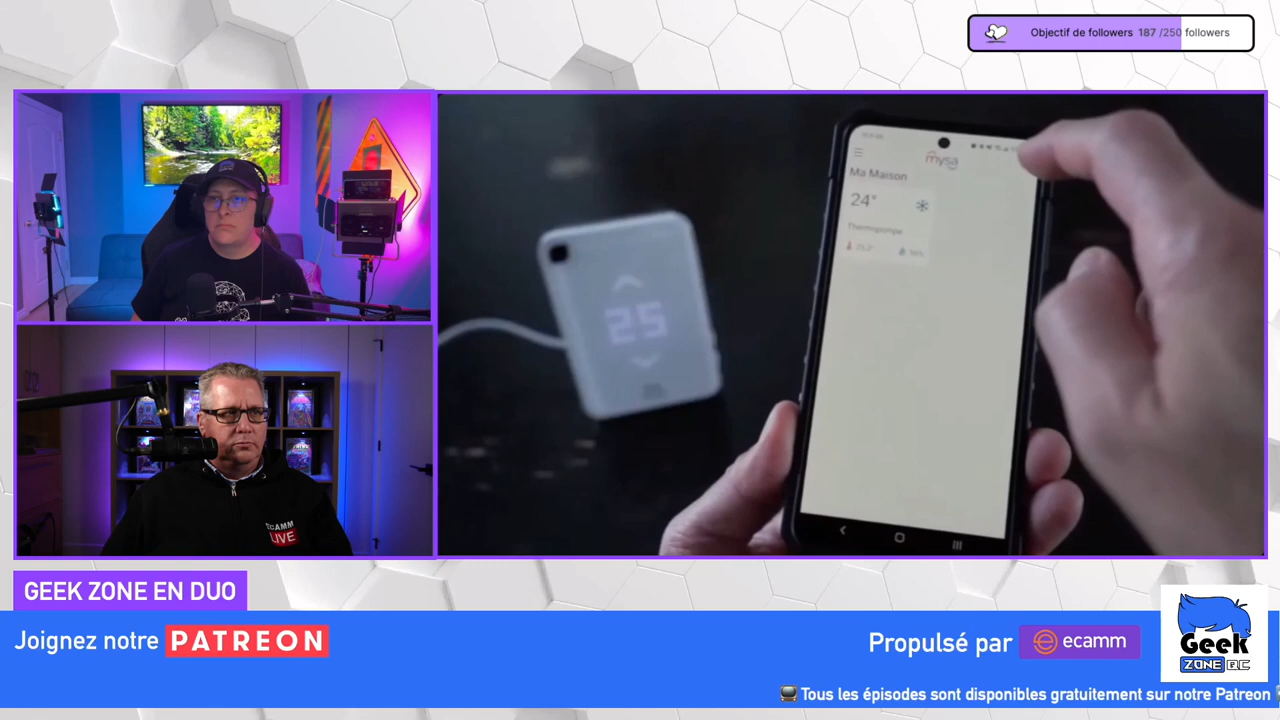 Objectif de followers 187 /250 followers
mysa
Ma Maison
24°
Thermopompe
25
ECAMM
LIVE
GEEK ZONE EN DUO
Joignez notre PATREON
Propulsé par ecamm
Geek
ZONE QC
Tous les épisodes sont disponibles gratuitement sur notre Patreon